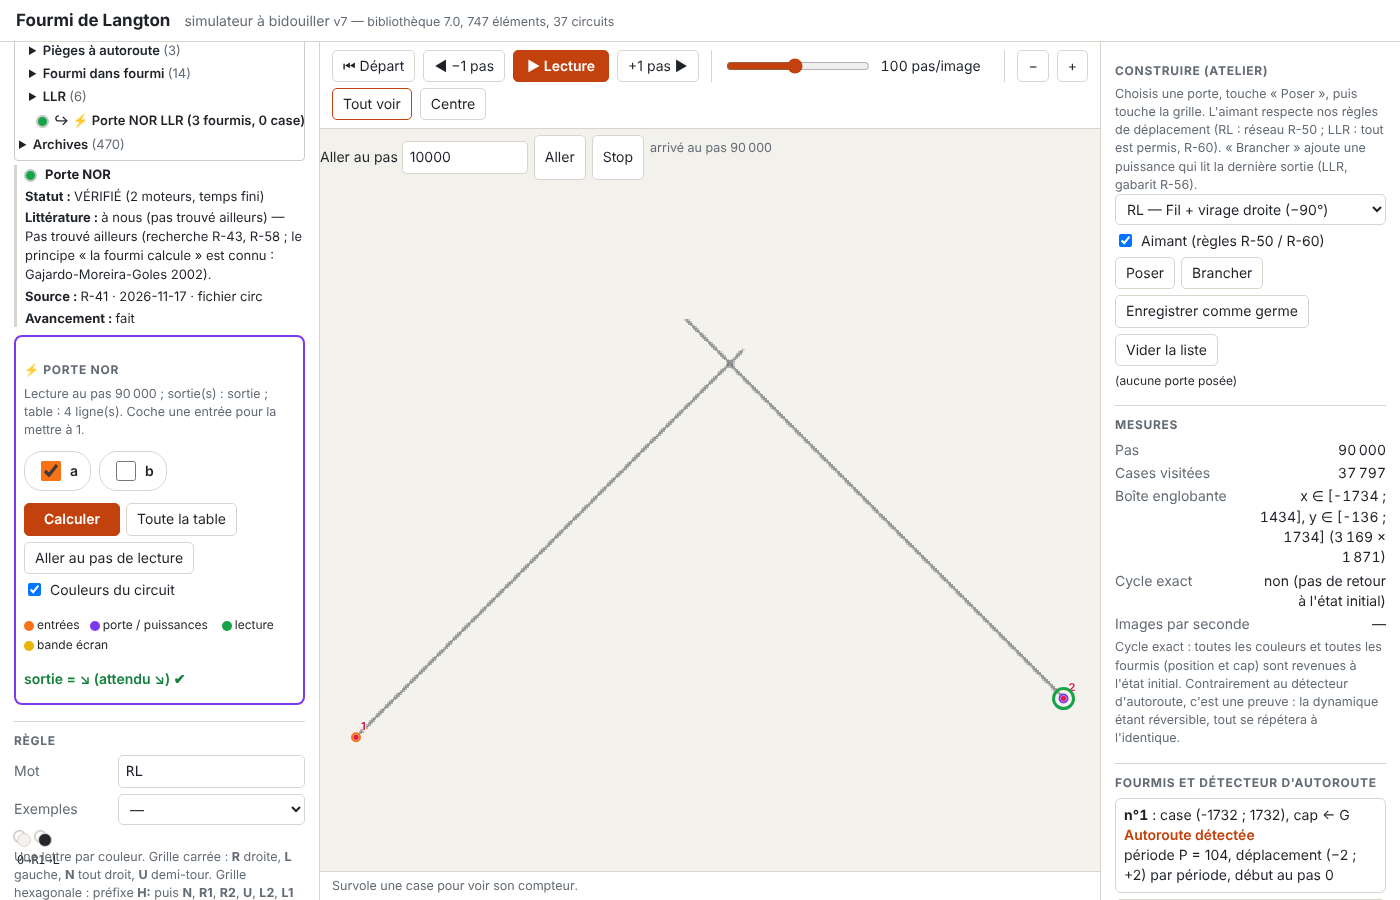 Fourmi de Langton simulateur à bidouiller v7 — bibliothèque 7.0, 747 éléments, 37 circuits
▶ Pièges à autoroute (3)
▶ Fourmi dans fourmi (14)
▶ LLR (6)
↪ ⚡ Porte NOR LLR (3 fourmis, 0 case)
▶ Archives (470)
Porte NOR
Statut : VÉRIFIÉ (2 moteurs, temps fini)
Littérature : à nous (pas trouvé ailleurs) —
Pas trouvé ailleurs (recherche R-43, R-58 ; le
principe « la fourmi calcule » est connu :
Gajardo-Moreira-Goles 2002).
Source : R-41 · 2026-11-17 · fichier circ
Avancement : fait
⚡ PORTE NOR
Lecture au pas 90 000 ; sortie(s) : sortie ;
table : 4 ligne(s). Coche une entrée pour la
mettre à 1.
a b
Calculer Toute la table
Aller au pas de lecture
Couleurs du circuit
entrées porte / puissances lecture
bande écran
sortie = ↘ (attendu ↘) ✔
RÈGLE
Mot RL
Exemples —
Une lettre par couleur. Grille carrée : R droite, L
gauche, N tout droit, U demi-tour. Grille
hexagonale : préfixe H: puis N, R1, R2, U, L2, L1
⏮ Départ ◀ −1 pas ▶ Lecture +1 pas ▶ 100 pas/image − +
Tout voir Centre
Aller au pas 10000 Aller Stop arrivé au pas 90 000
1
2
Survole une case pour voir son compteur.
CONSTRUIRE (ATELIER)
Choisis une porte, touche « Poser », puis
touche la grille. L'aimant respecte nos règles
de déplacement (RL : réseau R-50 ; LLR : tout
est permis, R-60). « Brancher » ajoute une
puissance qui lit la dernière sortie (LLR,
gabarit R-56).
RL — Fil + virage droite (−90°)
Aimant (règles R-50 / R-60)
Poser Brancher
Enregistrer comme germe
Vider la liste
(aucune porte posée)
MESURES
Pas 90 000
Cases visitées 37 797
Boîte englobante x ∈ [-1734 ;
1434], y ∈ [-136 ;
1734] (3 169 ×
1 871)
Cycle exact non (pas de retour
à l'état initial)
Images par seconde —
Cycle exact : toutes les couleurs et toutes les
fourmis (position et cap) sont revenues à
l'état initial. Contrairement au détecteur
d'autoroute, c'est une preuve : la dynamique
étant réversible, tout se répétera à
l'identique.
FOURMIS ET DÉTECTEUR D'AUTOROUTE
n°1 : case (-1732 ; 1732), cap ← G
Autoroute détectée
période P = 104, déplacement (−2 ;
+2) par période, début au pas 0